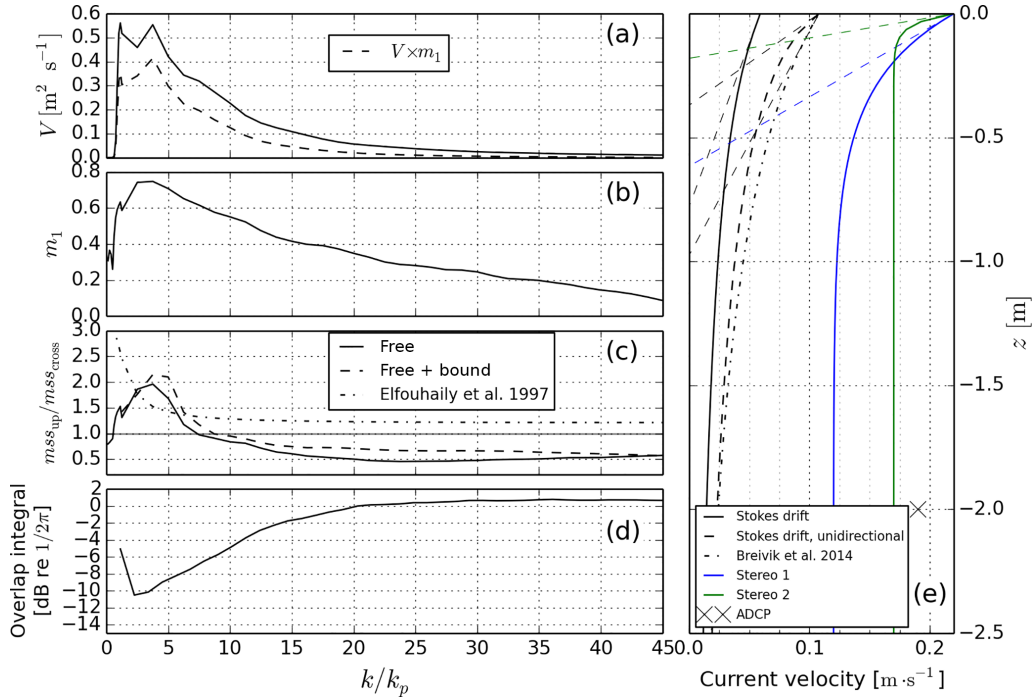 0.6
0.5
0.4
0.3
0.2
0.1
0.0
V [m² s⁻¹]
V×m₁
(a)
0.8
0.6
0.4
0.2
0.0
m₁
(b)
3.0
2.5
2.0
1.5
1.0
0.5
mss_up/mss_cross
Free
Free + bound
Elfouhaily et al. 1997
(c)
2
0
−2
−4
−6
−8
−10
−12
−14
Overlap integral
[dB re 1/2π]
(d)
0 5 10 15 20 25 30 35 40 45
k/k_p
0.0
−0.5
−1.0
−1.5
−2.0
−2.5
z [m]
Stokes drift
Stokes drift, unidirectional
Breivik et al. 2014
Stereo 1
Stereo 2
ADCP
(e)
0.0 0.1 0.2
Current velocity [m·s⁻¹]